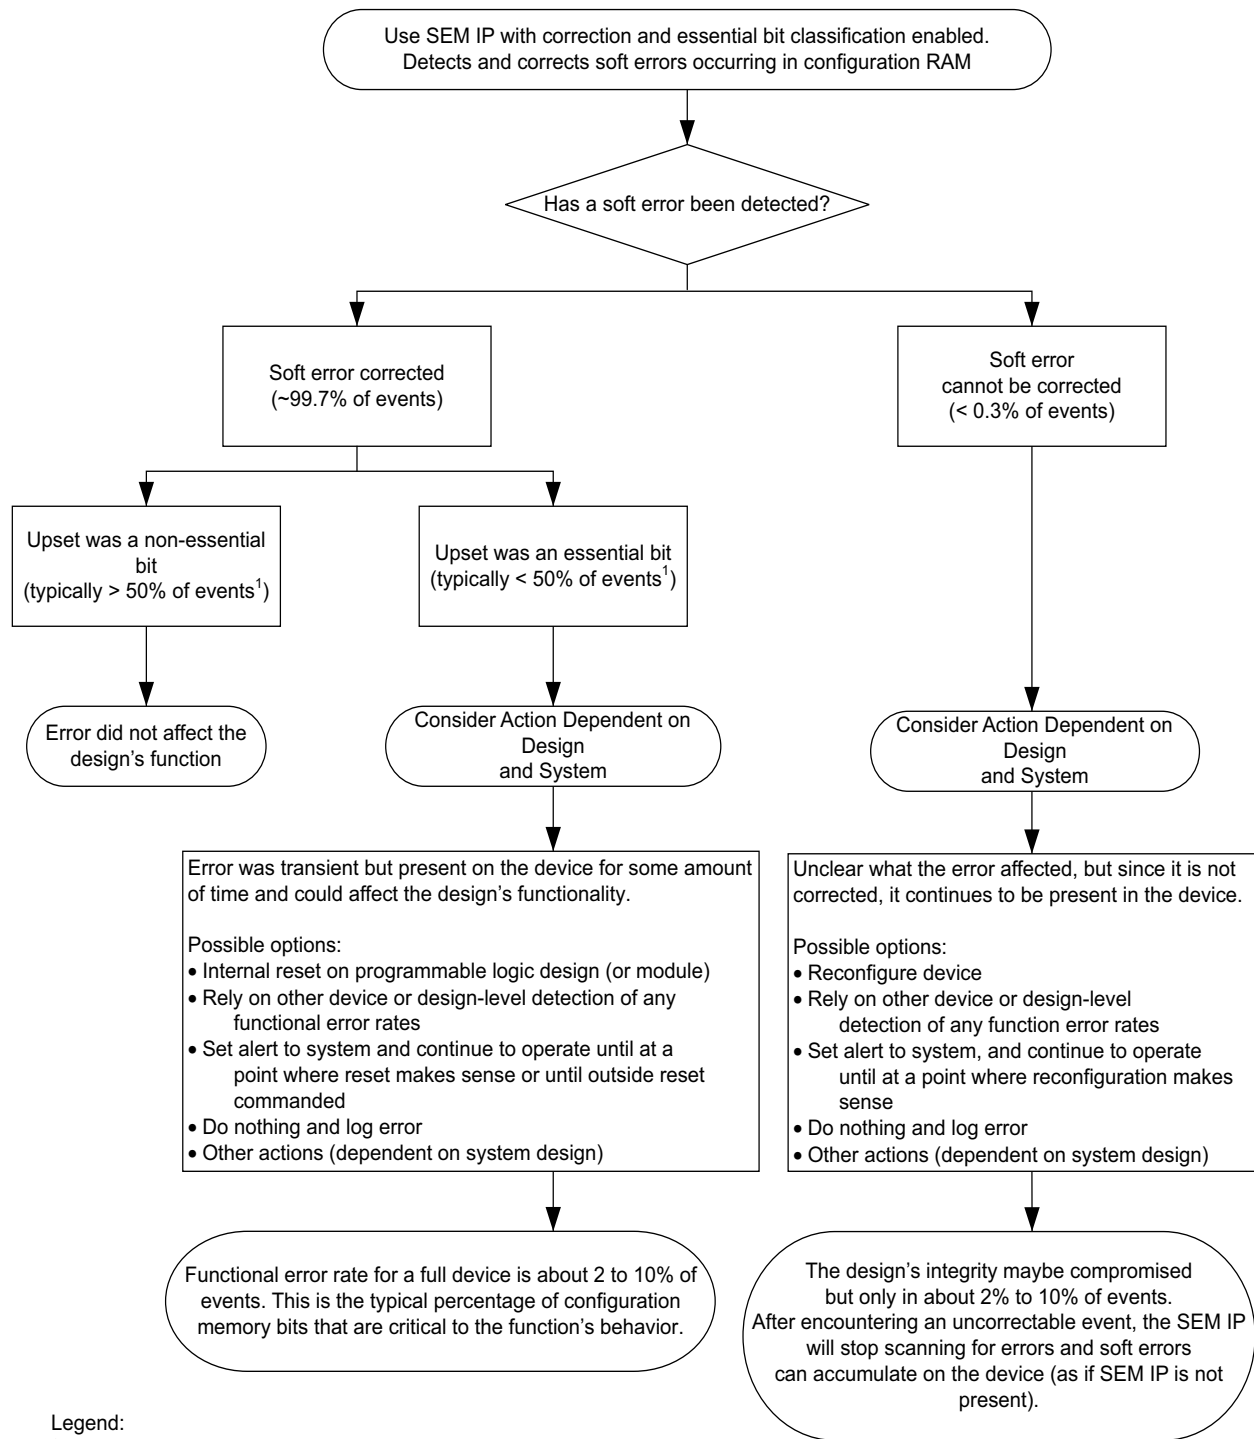 Use SEM IP with correction and essential bit classification enabled.
Detects and corrects soft errors occurring in configuration RAM
Has a soft error been detected?
Soft error corrected
(~99.7% of events)
Soft error
cannot be corrected
(< 0.3% of events)
Upset was a non-essential
bit
(typically > 50% of events¹)
Upset was an essential bit
(typically < 50% of events¹)
Error did not affect the
design’s function
Consider Action Dependent on
Design
and System
Consider Action Dependent on
Design
and System
Error was transient but present on the device for some amount
of time and could affect the design’s functionality.
Possible options:
• Internal reset on programmable logic design (or module)
• Rely on other device or design-level detection of any
functional error rates
• Set alert to system and continue to operate until at a
point where reset makes sense or until outside reset
commanded
• Do nothing and log error
• Other actions (dependent on system design)
Unclear what the error affected, but since it is not
corrected, it continues to be present in the device.
Possible options:
• Reconfigure device
• Rely on other device or design-level
detection of any function error rates
• Set alert to system, and continue to operate
until at a point where reconfiguration makes
sense
• Do nothing and log error
• Other actions (dependent on system design)
Functional error rate for a full device is about 2 to 10% of
events. This is the typical percentage of configuration
memory bits that are critical to the function’s behavior.
The design’s integrity maybe compromised
but only in about 2% to 10% of events.
After encountering an uncorrectable event, the SEM IP
will stop scanning for errors and soft errors
can accumulate on the device (as if SEM IP is not
present).
Legend: